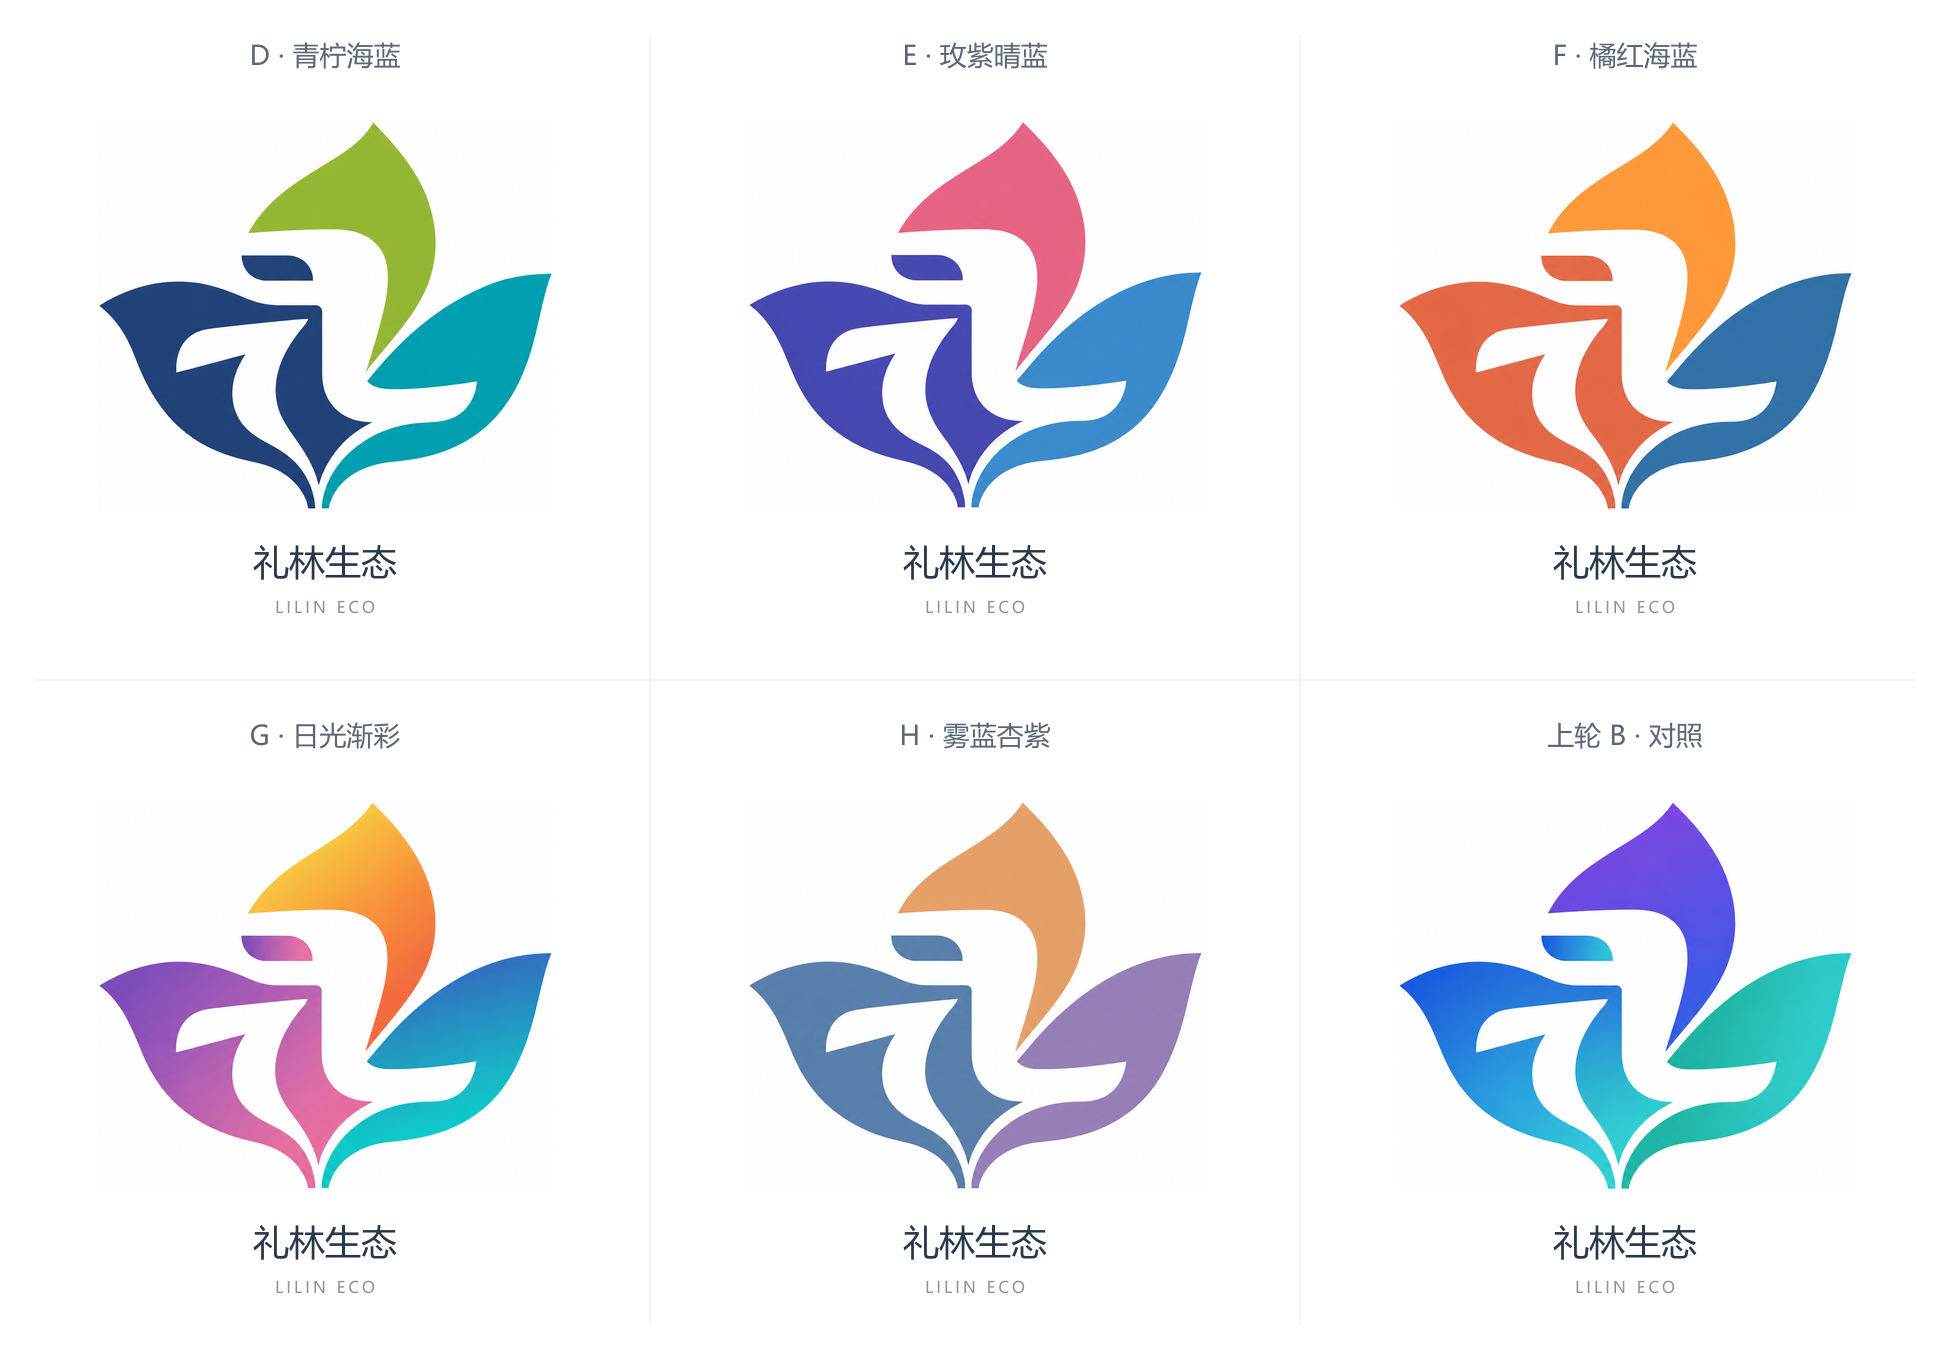 D · 青柠海蓝
礼林生态
LILIN ECO
E · 玫紫晴蓝
礼林生态
LILIN ECO
F · 橘红海蓝
礼林生态
LILIN ECO
G · 日光渐彩
礼林生态
LILIN ECO
H · 雾蓝杏紫
礼林生态
LILIN ECO
上轮 B · 对照
礼林生态
LILIN ECO